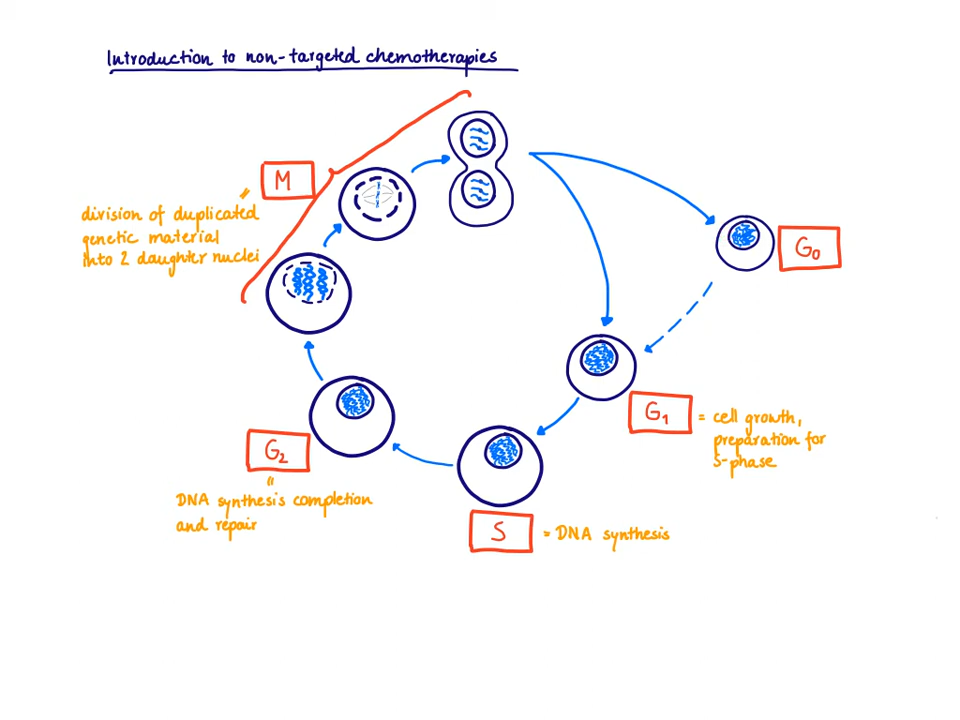 Introduction to non-targeted chemotherapies
M
=
division of duplicated
genetic material
into 2 daughter nuclei
G0
G1
= cell growth,
preparation for
S-phase
G2
=
DNA synthesis completion
and repair
S
= DNA synthesis